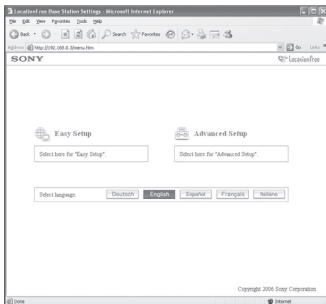 LocationFree Base Station Settings - Microsoft Internet Explorer
File Edit View Favorites Tools Help
Back Search Favorites
Address http://192.168.0.3/menu.htm Go Links
SONY LocationFree
Easy Setup Advanced Setup
Select here for "Easy Setup". Select here for "Advanced Setup".
Select language. Deutsch English Español Français Italiano
Copyright 2006 Sony Corporation
Done Internet